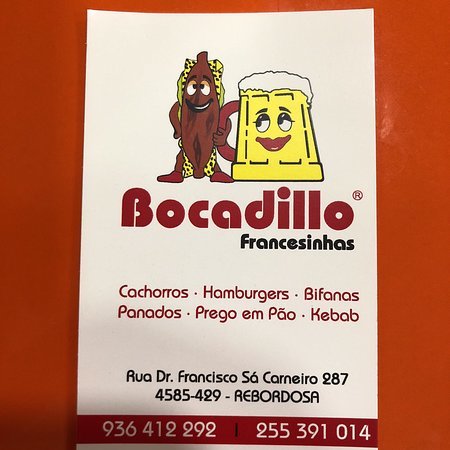 Bocadillo®
Francesinhas
Cachorros · Hamburgers · Bifanas
Panados · Prego em Pão · Kebab
Rua Dr. Francisco Sá Carneiro 287
4585-429 - REBORDOSA
936 412 292 | 255 391 014